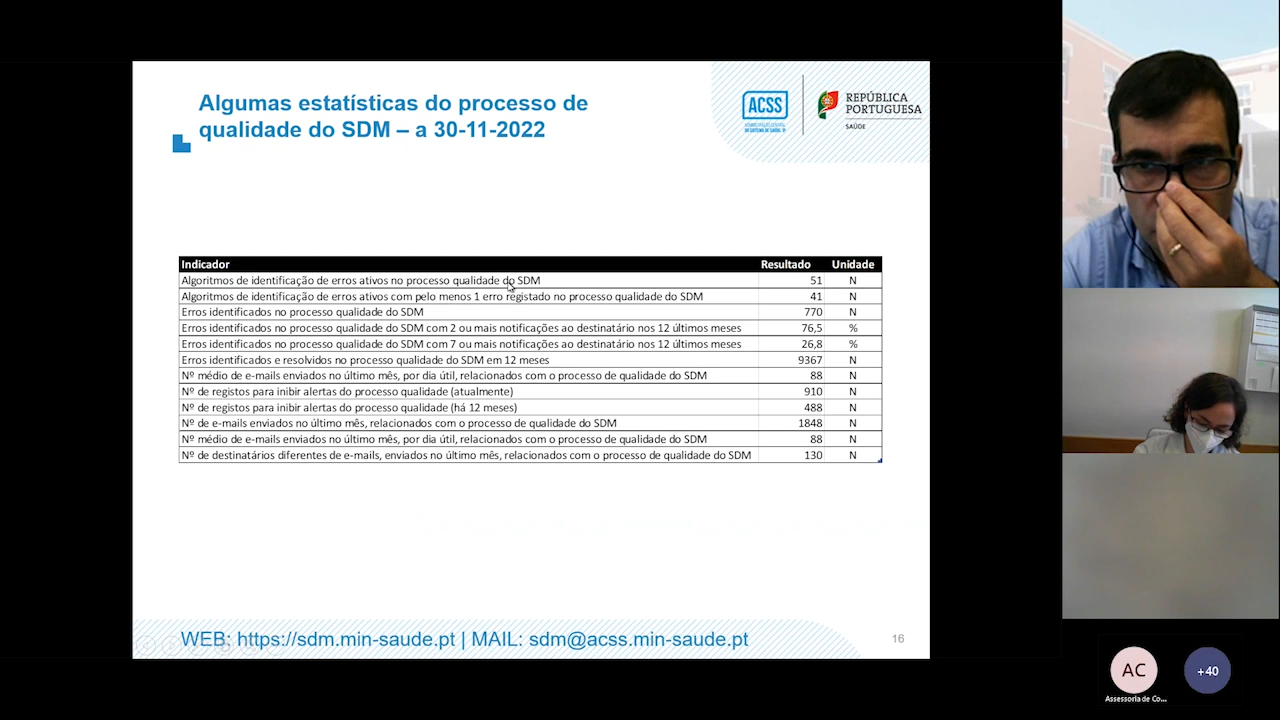 Algumas estatísticas do processo de
qualidade do SDM – a 30-11-2022
ACSS
REPÚBLICA
PORTUGUESA
SAÚDE
Indicador Resultado Unidade
Algoritmos de identificação de erros ativos no processo qualidade do SDM 51 N
Algoritmos de identificação de erros ativos com pelo menos 1 erro registado no processo qualidade do SDM 41 N
Erros identificados no processo qualidade do SDM 770 N
Erros identificados no processo qualidade do SDM com 2 ou mais notificações ao destinatário nos 12 últimos meses 76,5 %
Erros identificados no processo qualidade do SDM com 7 ou mais notificações ao destinatário nos 12 últimos meses 26,8 %
Erros identificados e resolvidos no processo qualidade do SDM em 12 meses 9367 N
Nº médio de e-mails enviados no último mês, por dia útil, relacionados com o processo de qualidade do SDM 88 N
Nº de registos para inibir alertas do processo qualidade (atualmente) 910 N
Nº de registos para inibir alertas do processo qualidade (há 12 meses) 488 N
Nº de e-mails enviados no último mês, relacionados com o processo de qualidade do SDM 1848 N
Nº médio de e-mails enviados no último mês, por dia útil, relacionados com o processo de qualidade do SDM 88 N
Nº de destinatários diferentes de e-mails, enviados no último mês, relacionados com o processo de qualidade do SDM 130 N
WEB: https://sdm.min-saude.pt | MAIL: sdm@acss.min-saude.pt
16
AC
+40
Assessoria de Co...